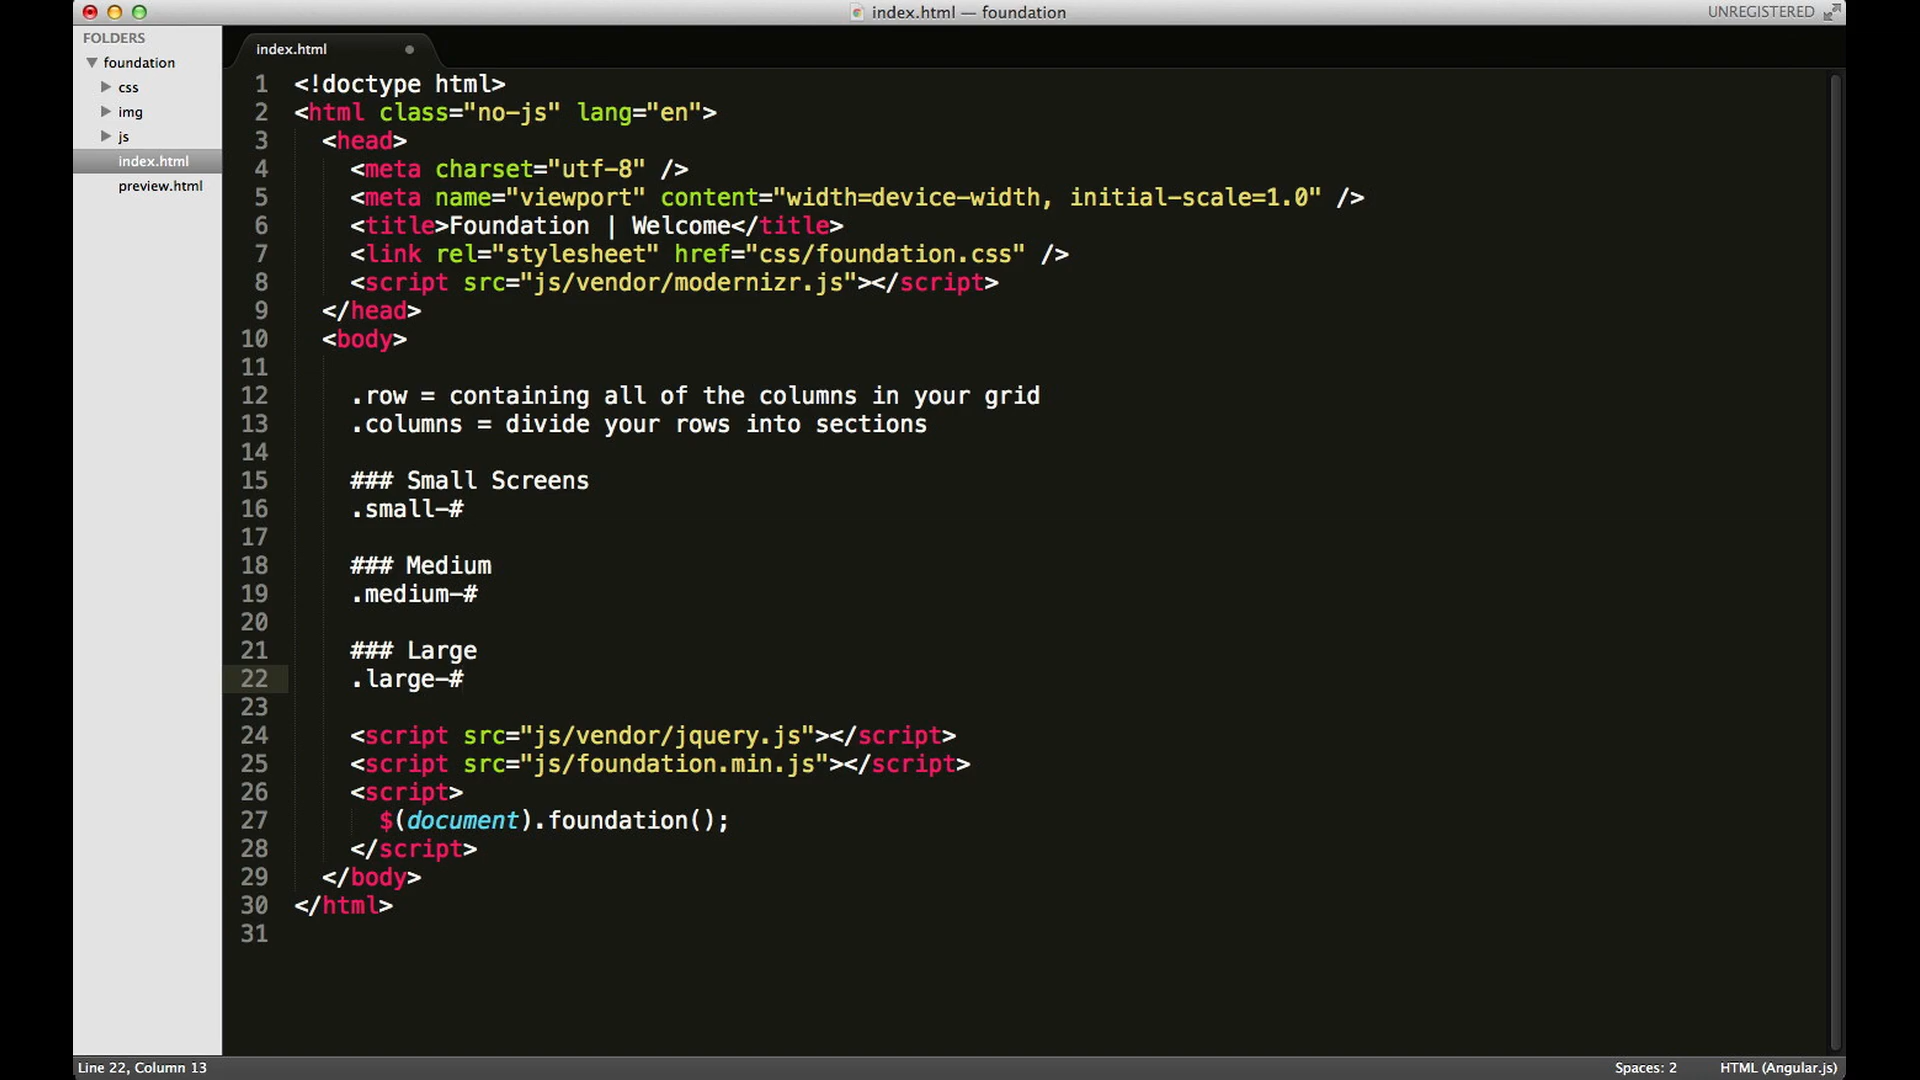 index.html — foundation
UNREGISTERED
FOLDERS
foundation
css
img
js
index.html
preview.html
index.html
1 <!doctype html>
2 <html class="no-js" lang="en">
3 <head>
4 <meta charset="utf-8" />
5 <meta name="viewport" content="width=device-width, initial-scale=1.0" />
6 <title>Foundation | Welcome</title>
7 <link rel="stylesheet" href="css/foundation.css" />
8 <script src="js/vendor/modernizr.js"></script>
9 </head>
10 <body>
11
12 .row = containing all of the columns in your grid
13 .columns = divide your rows into sections
14
15 ### Small Screens
16 .small-#
17
18 ### Medium
19 .medium-#
20
21 ### Large
22 .large-#
23
24 <script src="js/vendor/jquery.js"></script>
25 <script src="js/foundation.min.js"></script>
26 <script>
27 $(document).foundation();
28 </script>
29 </body>
30 </html>
31
Line 22, Column 13
Spaces: 2
HTML (Angular.js)